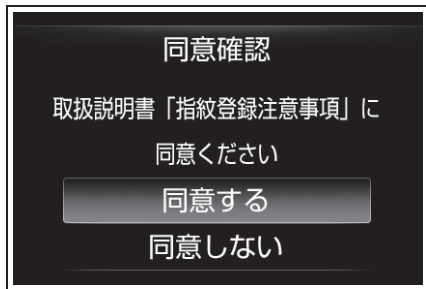 同意確認
取扱説明書「指紋登録注意事項」に
同意ください
同意する
同意しない